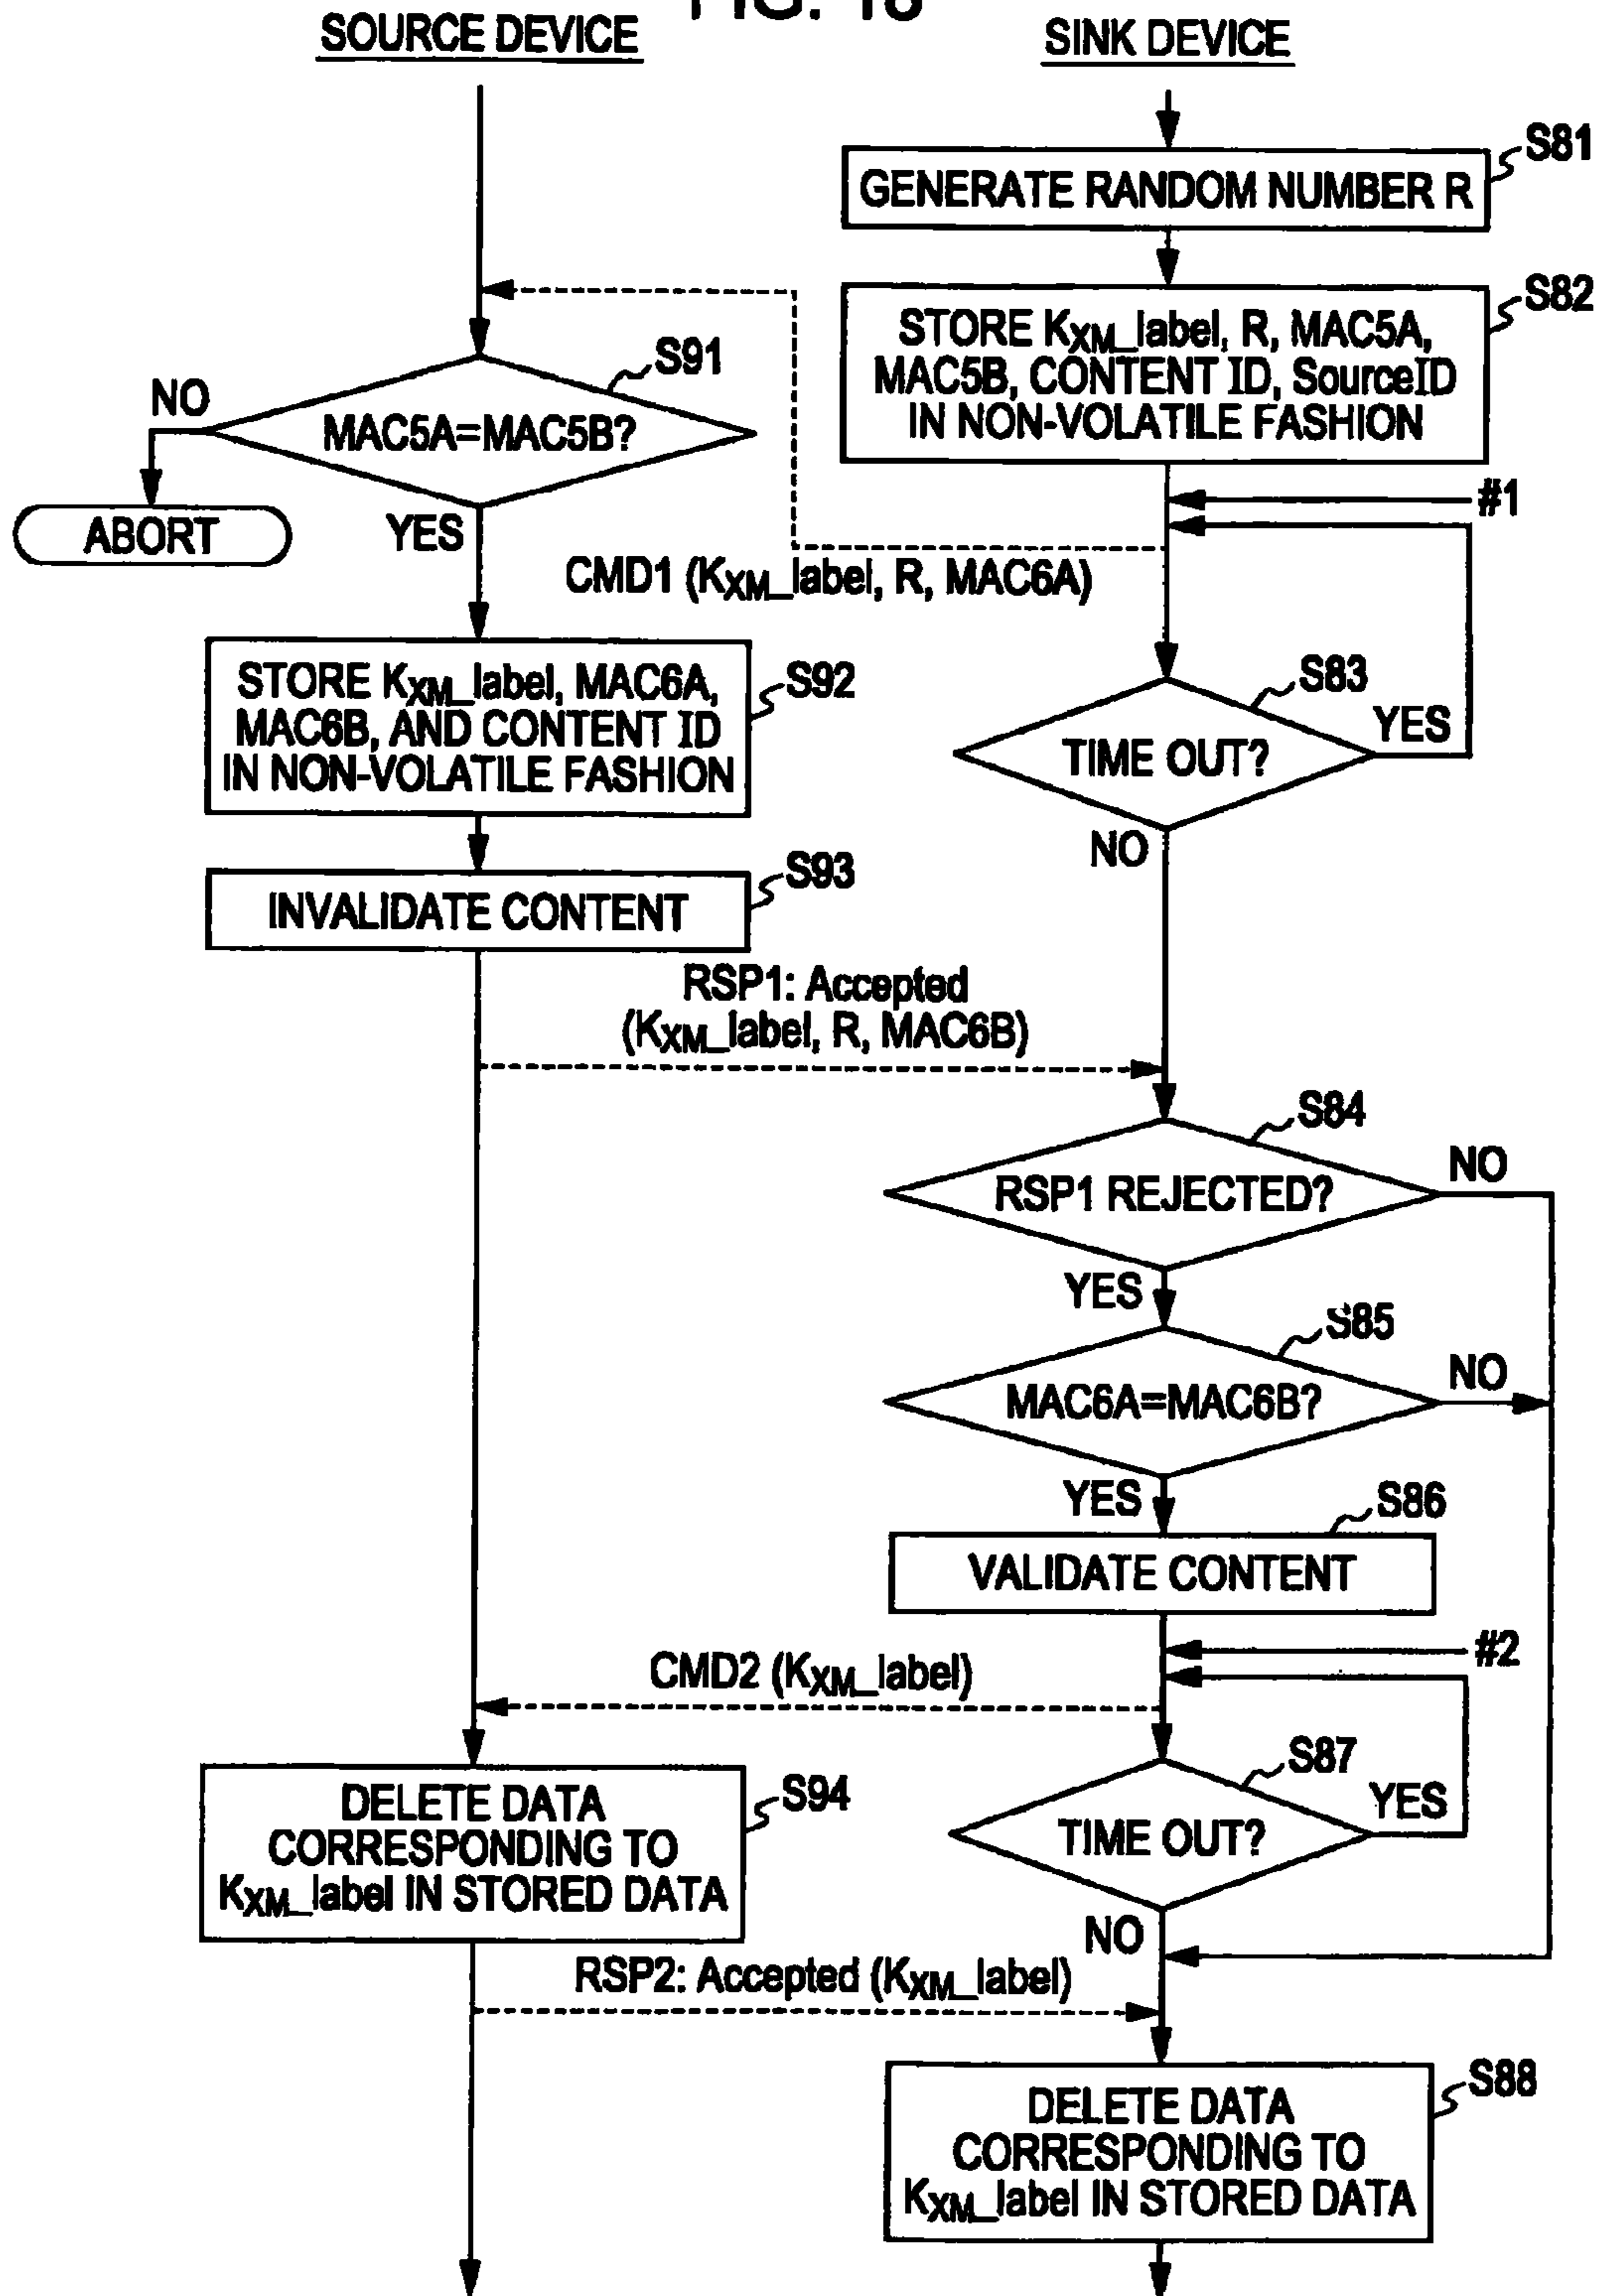 SOURCE DEVICE
SINK DEVICE
S81
GENERATE RANDOM NUMBER R
S82
STORE KXM_label, R, MAC5A,
MAC5B, CONTENT ID, SourceID
IN NON-VOLATILE FASHION
S91
NO
MAC5A=MAC5B?
#1
ABORT
YES
CMD1 (KXM_label, R, MAC6A)
S92
STORE KXM_label, MAC6A,
MAC6B, AND CONTENT ID
IN NON-VOLATILE FASHION
S83
YES
TIME OUT?
NO
S93
INVALIDATE CONTENT
RSP1: Accepted
(KXM_label, R, MAC6B)
S84
NO
RSP1 REJECTED?
YES
S85
NO
MAC6A=MAC6B?
YES
S86
VALIDATE CONTENT
#2
CMD2 (KXM_label)
S87
YES
TIME OUT?
S94
DELETE DATA
CORRESPONDING TO
KXM_label IN STORED DATA
NO
RSP2: Accepted (KXM_label)
S88
DELETE DATA
CORRESPONDING TO
KXM_label IN STORED DATA